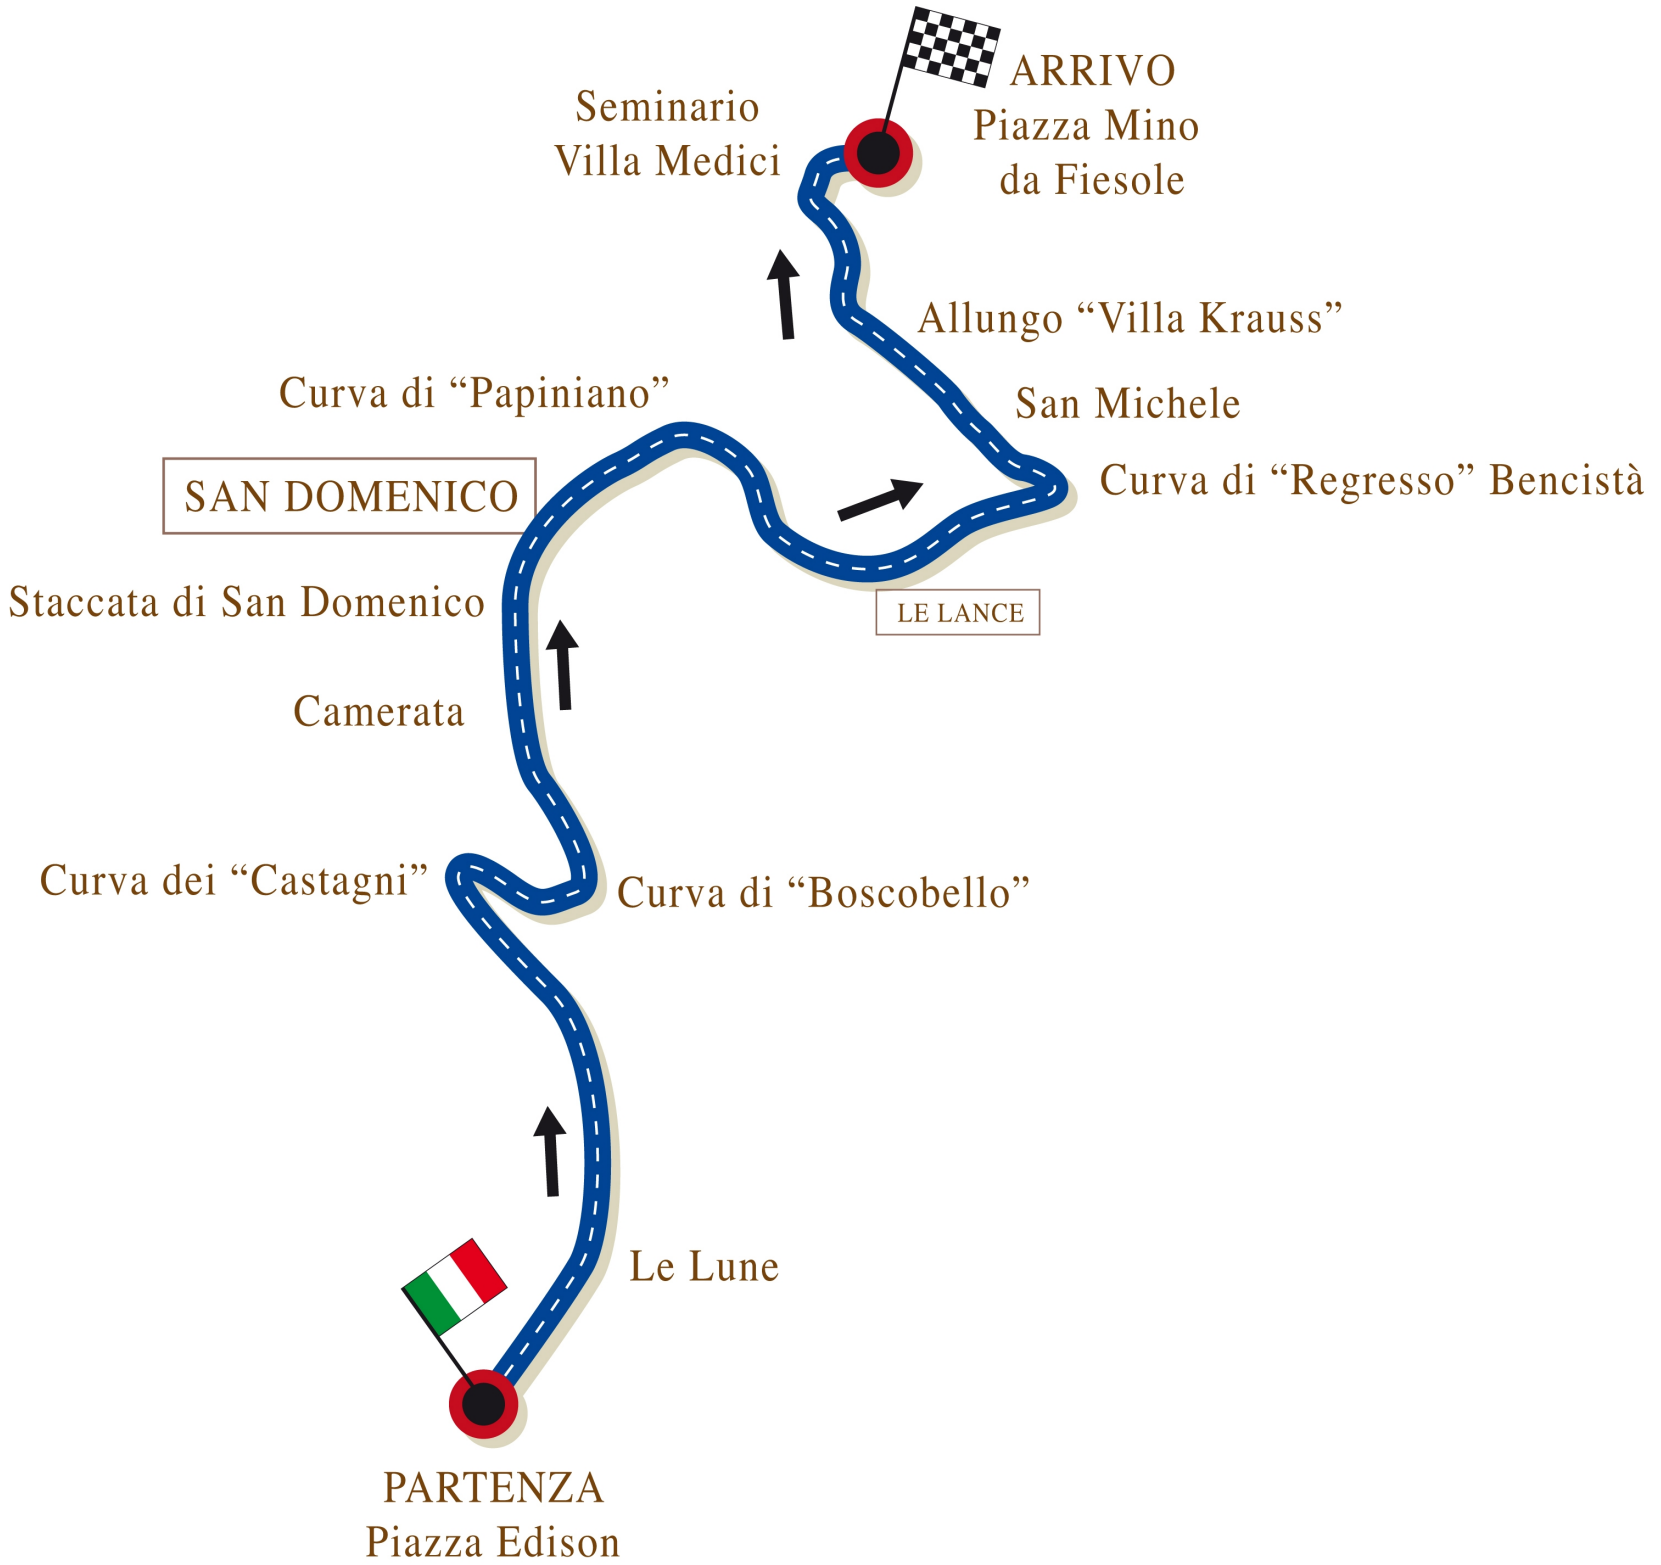 Seminario
Villa Medici
ARRIVO
Piazza Mino
da Fiesole
Allungo “Villa Krauss”
Curva di “Papiniano”
San Michele
SAN DOMENICO
Curva di “Regresso” Bencistà
Staccata di San Domenico
LE LANCE
Camerata
Curva dei “Castagni”
Curva di “Boscobello”
Le Lune
PARTENZA
Piazza Edison